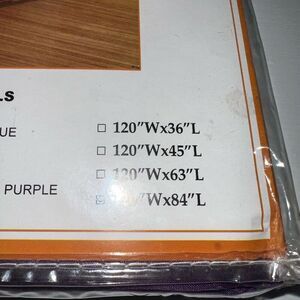 LS
UE
☐ 120"Wx36"L
☐ 120"Wx45"L
☐ 120"Wx63"L
PURPLE
Wx84"L